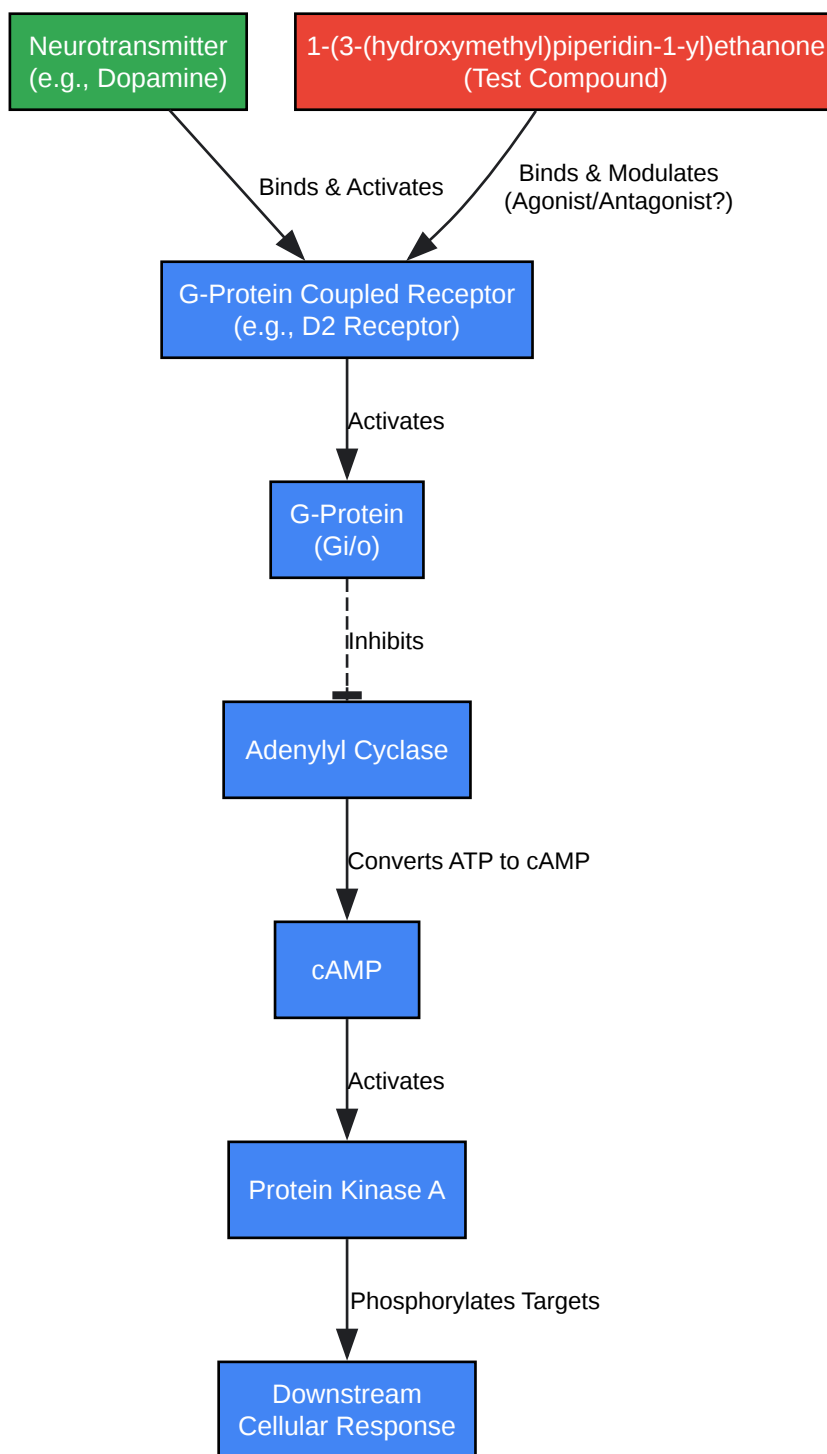 Neurotransmitter
(e.g., Dopamine)
1-(3-(hydroxymethyl)piperidin-1-yl)ethanone
(Test Compound)
Binds & Activates
Binds & Modulates
(Agonist/Antagonist?)
G-Protein Coupled Receptor
(e.g., D2 Receptor)
Activates
G-Protein
(Gi/o)
Inhibits
Adenylyl Cyclase
Converts ATP to cAMP
cAMP
Activates
Protein Kinase A
Phosphorylates Targets
Downstream
Cellular Response